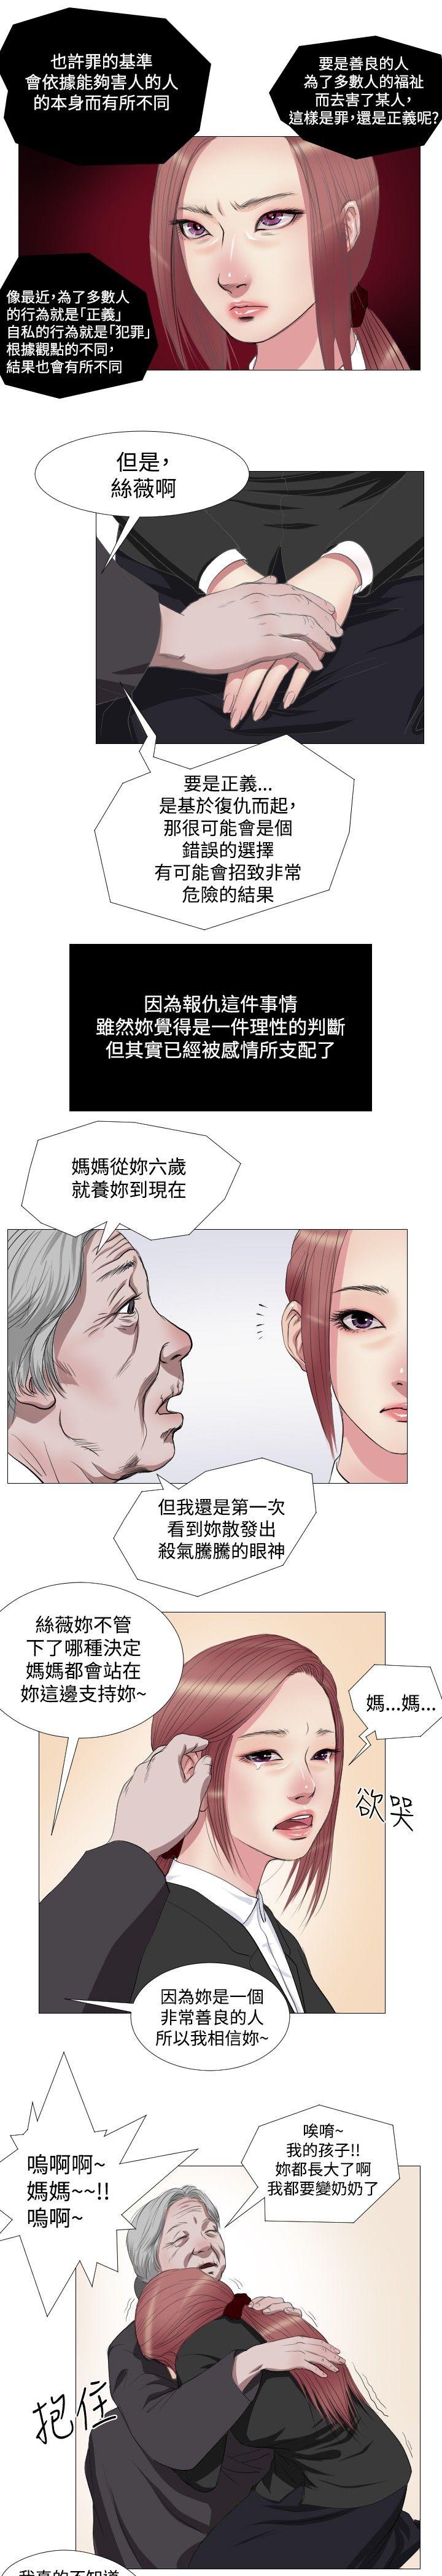 也許罪的基準
會依據能夠害人的人
的本身而有所不同
要是善良的人
為了多數人的福祉
而去害了某人，
這樣是罪，還是正義呢？
像最近，為了多數人
的行為就是「正義」
自私的行為就是「犯罪」
根據觀點的不同，
結果也會有所不同
但是，
絲薇啊
要是正義...
是基於復仇而起，
那很可能會是個
錯誤的選擇
有可能會招致非常
危險的結果
因為報仇這件事情
雖然妳覺得是一件理性的判斷
但其實已經被感情所支配了
媽媽從妳六歲
就養妳到現在
但我還是第一次
看到妳散發出
殺氣騰騰的眼神
絲薇妳不管
下了哪種決定
媽媽都會站在
妳這邊支持妳~
媽...媽...
欲哭
因為妳是一個
非常善良的人
所以我相信妳~
唉唷~
我的孩子!!
妳都長大了啊
我都要變奶奶了
嗚啊啊~
媽媽~~!!
嗚啊~
抱住
我真的不知道